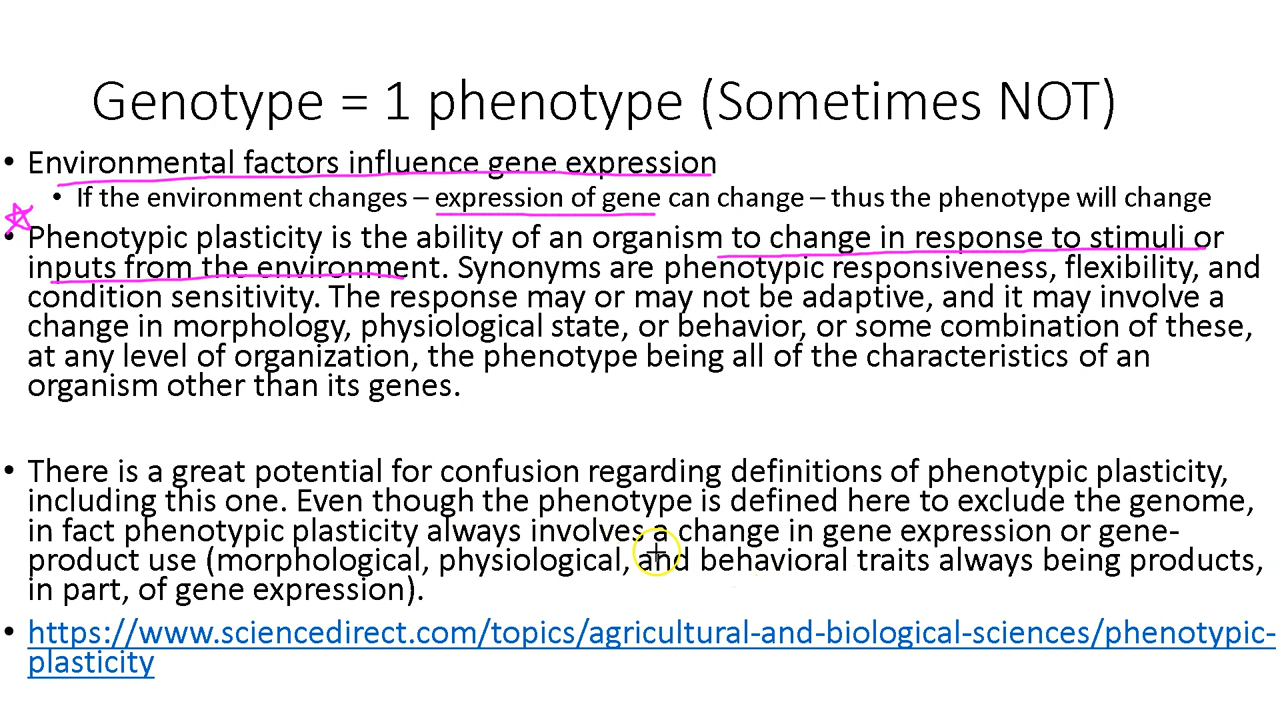 Genotype = 1 phenotype (Sometimes NOT)
• Environmental factors influence gene expression
• If the environment changes – expression of gene can change – thus the phenotype will change
• Phenotypic plasticity is the ability of an organism to change in response to stimuli or
inputs from the environment. Synonyms are phenotypic responsiveness, flexibility, and
condition sensitivity. The response may or may not be adaptive, and it may involve a
change in morphology, physiological state, or behavior, or some combination of these,
at any level of organization, the phenotype being all of the characteristics of an
organism other than its genes.
• There is a great potential for confusion regarding definitions of phenotypic plasticity,
including this one. Even though the phenotype is defined here to exclude the genome,
in fact phenotypic plasticity always involves a change in gene expression or gene-
product use (morphological, physiological, and behavioral traits always being products,
in part, of gene expression).
• https://www.sciencedirect.com/topics/agricultural-and-biological-sciences/phenotypic-
plasticity